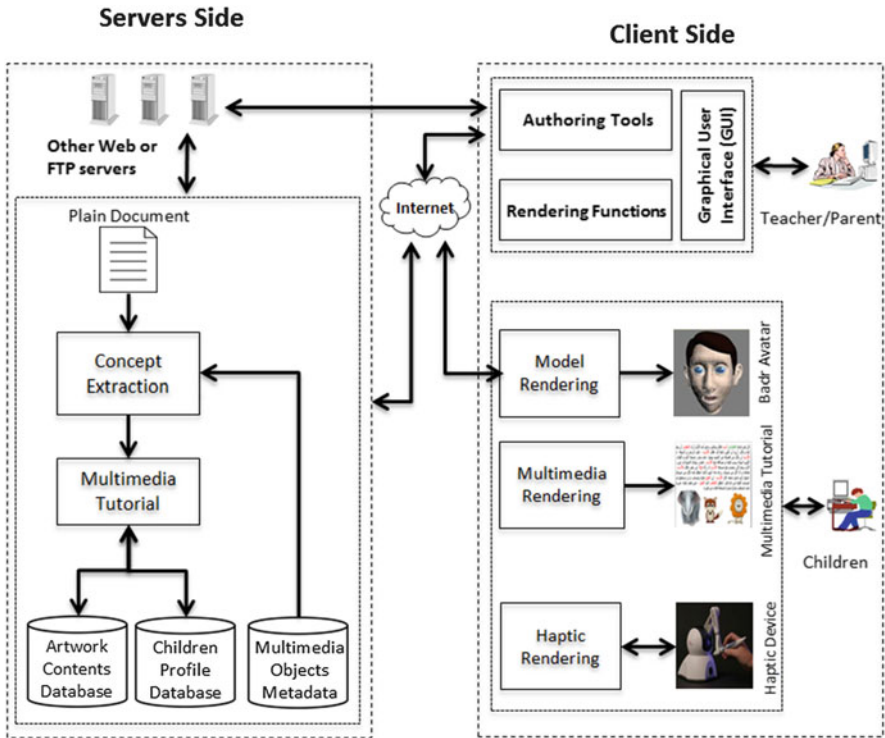 Servers Side
Client Side
Other Web or
FTP servers
Plain Document
Concept
Extraction
Multimedia
Tutorial
Artwork
Contents
Database
Children
Profile
Database
Multimedia
Objects
Metadata
Internet
Authoring Tools
Rendering Functions
Graphical User
Interface (GUI)
Teacher/Parent
Model
Rendering
Badr Avatar
Multimedia
Rendering
Multimedia Tutorial
Children
Haptic
Rendering
Haptic Device